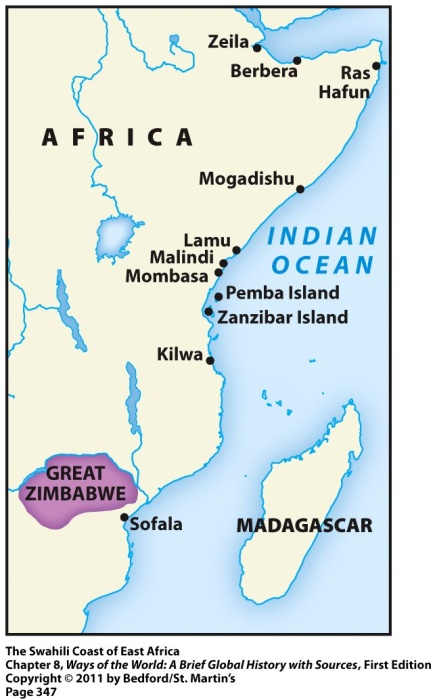 Zeila
Berbera
Ras
Hafun
AFRICA
Mogadishu
Lamu
INDIAN
OCEAN
Malindi
Mombasa
Pemba Island
Zanzibar Island
Kilwa
GREAT
ZIMBABWE
Sofala
MADAGASCAR
The Swahili Coast of East Africa
Chapter 8, Ways of the World: A Brief Global History with Sources, First Edition
Copyright © 2011 by Bedford/St. Martin's
Page 347